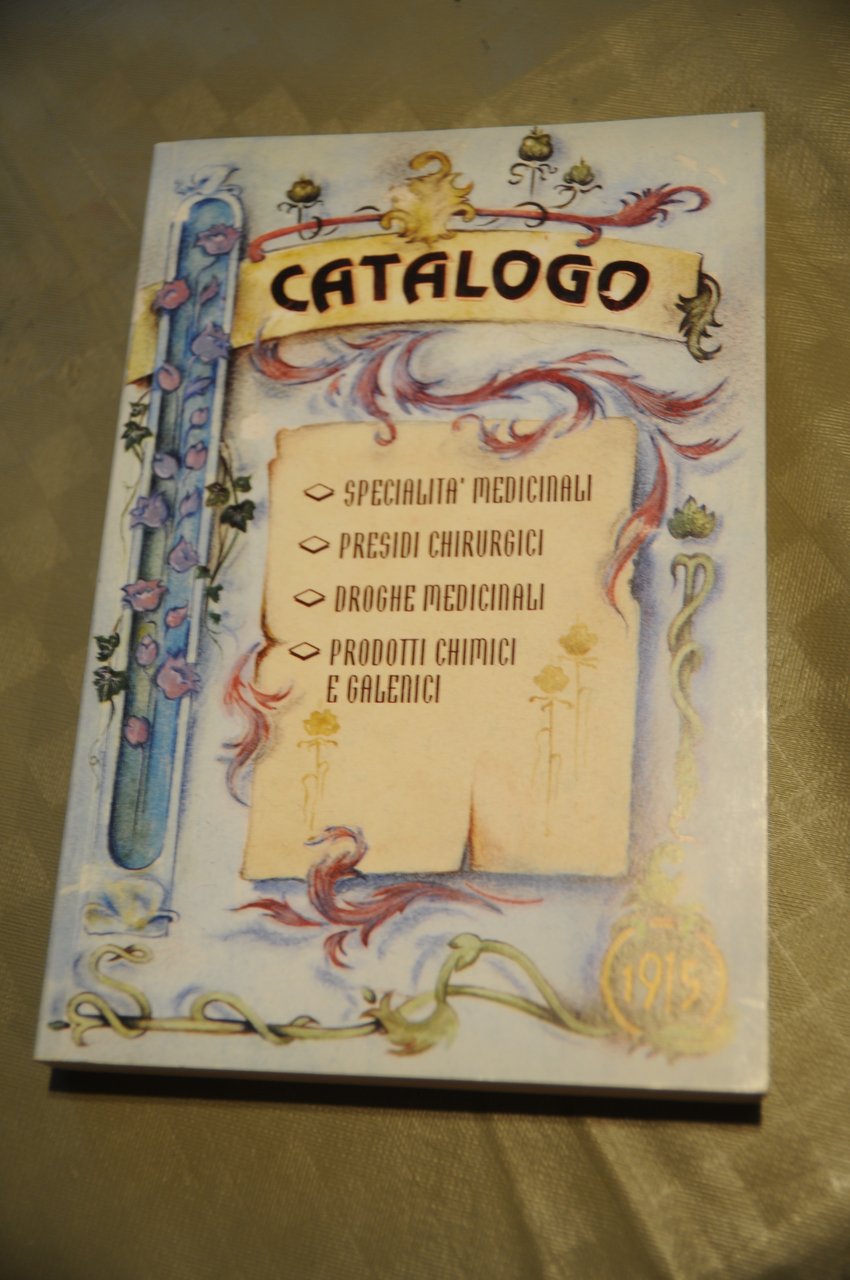 CATALOGO
SPECIALITA' MEDICINALI
PRESIDI CHIRURGICI
DROGHE MEDICINALI
PRODOTTI CHIMICI
E GALENICI
1915